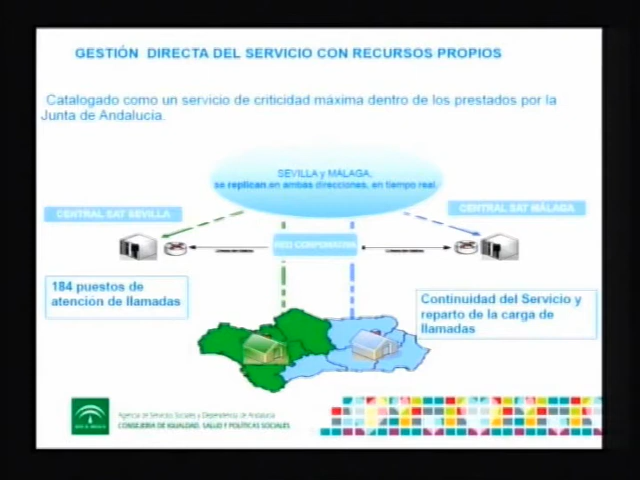 GESTIÓN DIRECTA DEL SERVICIO CON RECURSOS PROPIOS
Catalogado como un servicio de criticidad máxima dentro de los prestados por la
Junta de Andalucía.
SEVILLA y MÁLAGA,
se replican en ambas direcciones, en tiempo real.
CENTRAL SAT SEVILLA
CENTRAL SAT MÁLAGA
RED CORPORATIVA
184 puestos de
atención de llamadas
Continuidad del Servicio y
reparto de la carga de
llamadas
Agencia de Servicios Sociales y Dependencia de Andalucía
CONSEJERIA DE IGUALDAD, SALUD Y POLÍTICAS SOCIALES